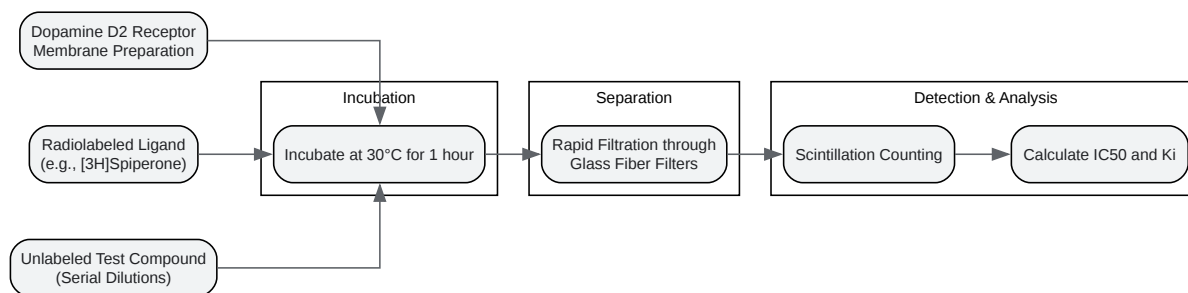 Dopamine D2 Receptor
Membrane Preparation
Incubation
Separation
Detection & Analysis
Radiolabeled Ligand
(e.g., [3H]Spiperone)
Incubate at 30°C for 1 hour
Rapid Filtration through
Glass Fiber Filters
Scintillation Counting
Calculate IC50 and Ki
Unlabeled Test Compound
(Serial Dilutions)